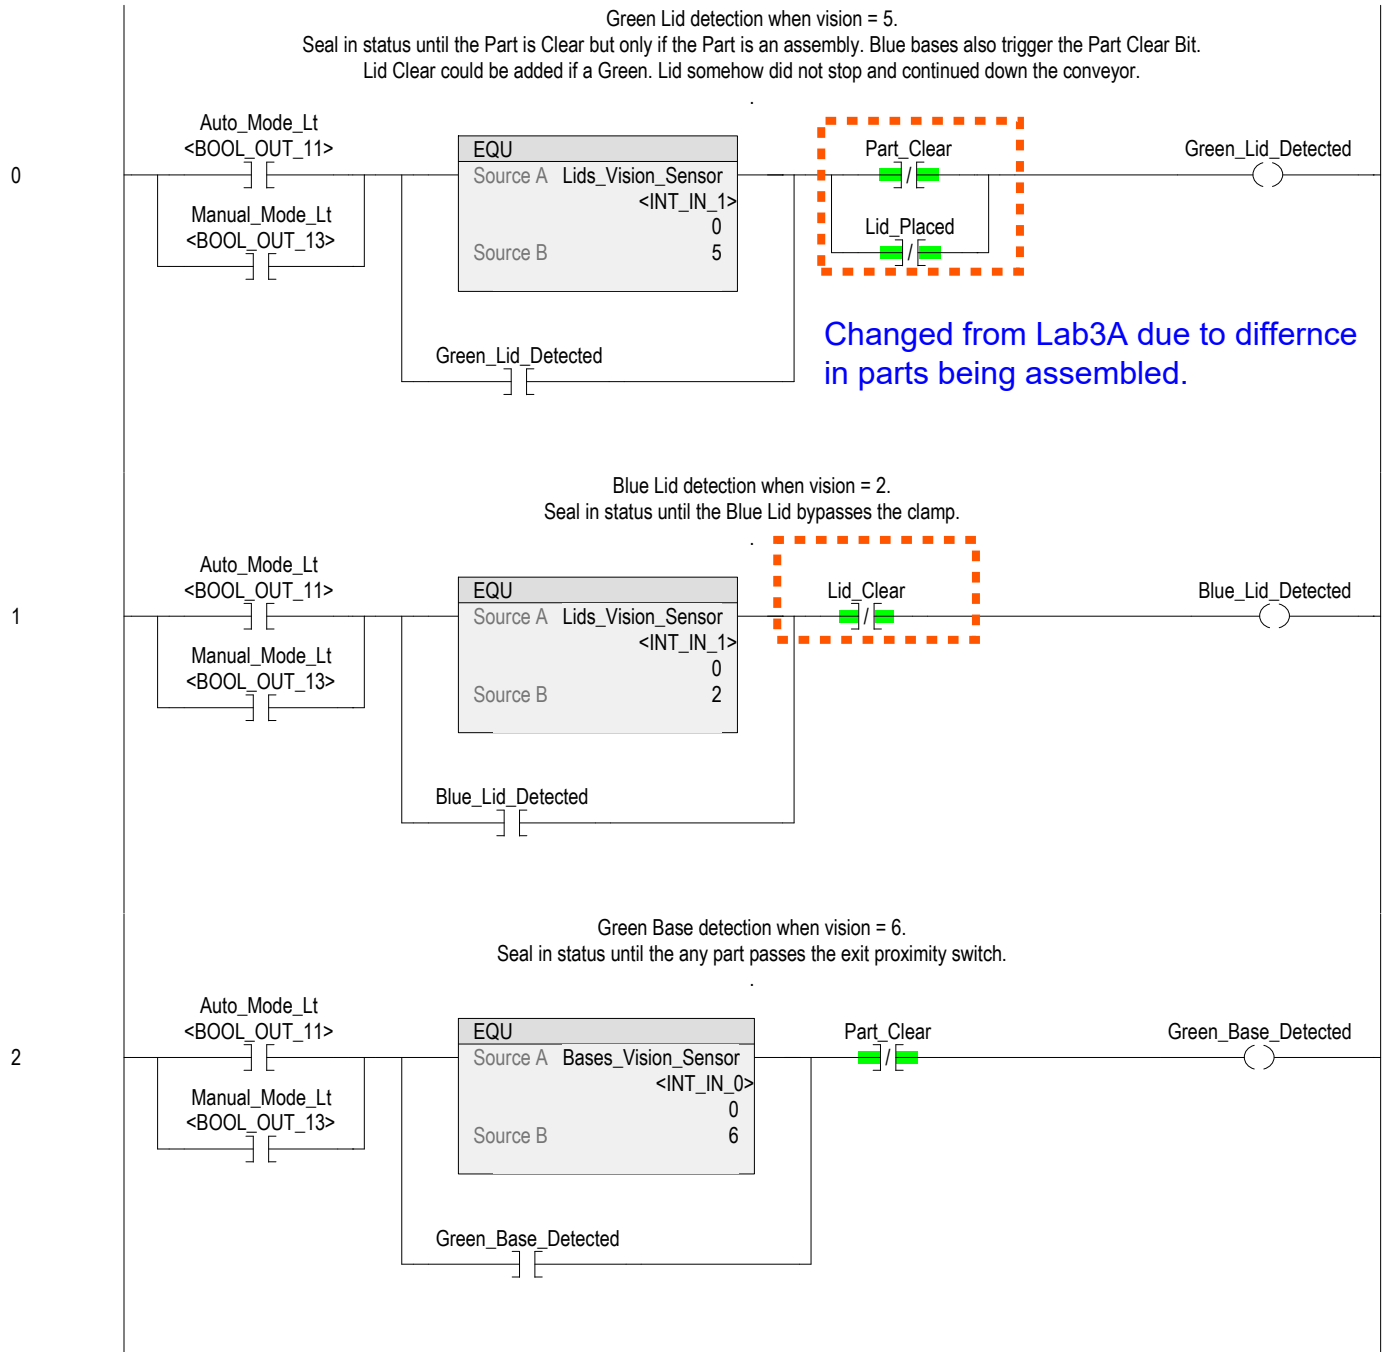 Green Lid detection when vision = 5.
Seal in status until the Part is Clear but only if the Part is an assembly. Blue bases also trigger the Part Clear Bit.
Lid Clear could be added if a Green. Lid somehow did not stop and continued down the conveyor.
.
0
Auto_Mode_Lt
<BOOL_OUT_11>
Manual_Mode_Lt
<BOOL_OUT_13>
EQU
Source A Lids_Vision_Sensor
<INT_IN_1>
0
Source B 5
Green_Lid_Detected
Part_Clear
/
Lid_Placed
/
Green_Lid_Detected
Changed from Lab3A due to differnce
in parts being assembled.
Blue Lid detection when vision = 2.
Seal in status until the Blue Lid bypasses the clamp.
.
1
Auto_Mode_Lt
<BOOL_OUT_11>
Manual_Mode_Lt
<BOOL_OUT_13>
EQU
Source A Lids_Vision_Sensor
<INT_IN_1>
0
Source B 2
Blue_Lid_Detected
Lid_Clear
/
Blue_Lid_Detected
Green Base detection when vision = 6.
Seal in status until the any part passes the exit proximity switch.
.
2
Auto_Mode_Lt
<BOOL_OUT_11>
Manual_Mode_Lt
<BOOL_OUT_13>
EQU
Source A Bases_Vision_Sensor
<INT_IN_0>
0
Source B 6
Green_Base_Detected
Part_Clear
/
Green_Base_Detected